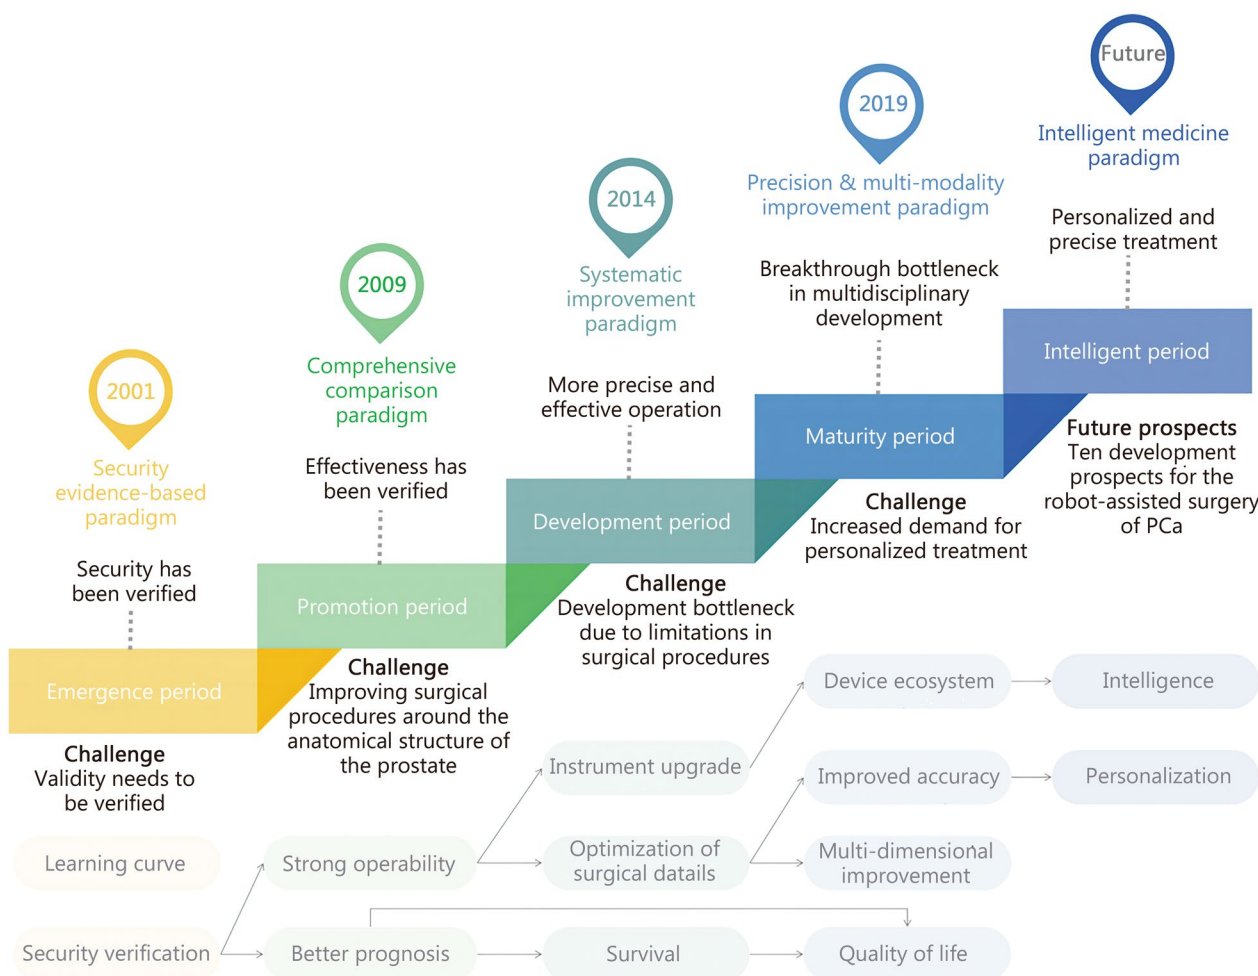 2001
Security
evidence-based
paradigm
Security has
been verified
Emergence period
Challenge
Validity needs to
be verified
2009
Comprehensive
comparison
paradigm
Effectiveness has
been verified
Promotion period
Challenge
Improving surgical
procedures around the
anatomical structure of
the prostate
2014
Systematic
improvement
paradigm
More precise and
effective operation
Development period
Challenge
Development bottleneck
due to limitations in
surgical procedures
2019
Precision & multi-modality
improvement paradigm
Breakthrough bottleneck
in multidisciplinary
development
Maturity period
Challenge
Increased demand for
personalized treatment
Future
Intelligent medicine
paradigm
Personalized and
precise treatment
Intelligent period
Future prospects
Ten development
prospects for the
robot-assisted surgery
of PCa
Learning curve
Security verification
Strong operability
Better prognosis
Instrument upgrade
Optimization of
surgical datails
Survival
Device ecosystem
Improved accuracy
Multi-dimensional
improvement
Quality of life
Intelligence
Personalization